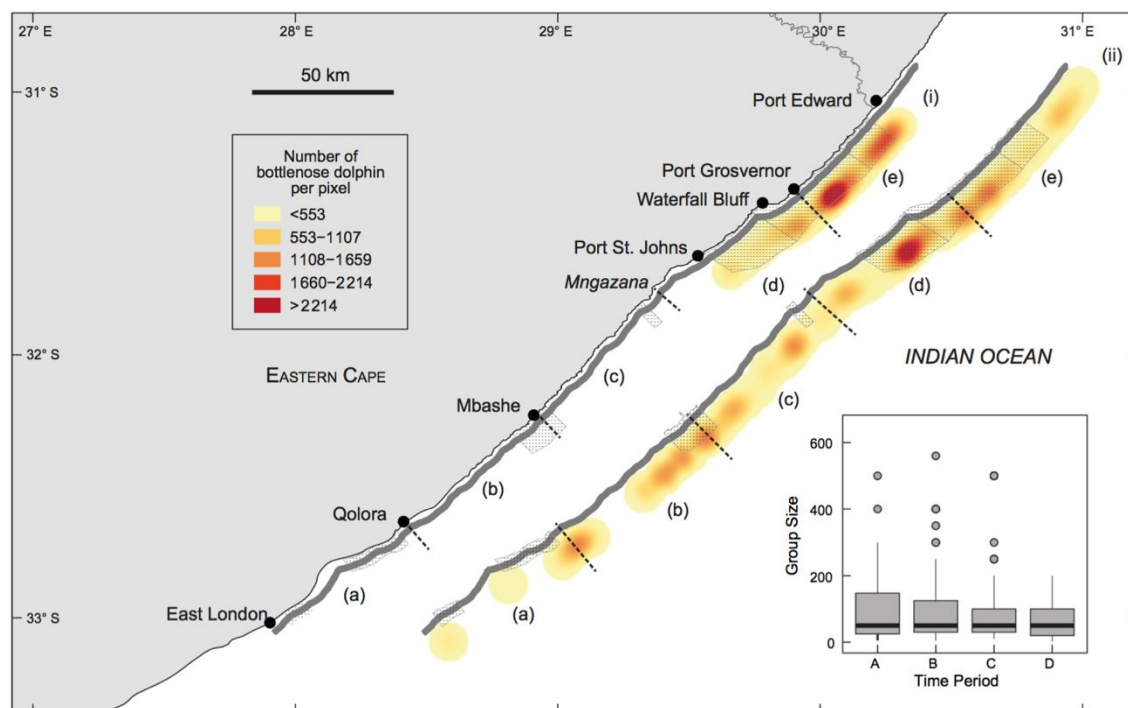 27° E
28° E
29° E
30° E
31° E
(ii)
50 km
31° S
Port Edward
(i)
Number of
bottlenose dolphin
per pixel
<553
553–1107
1108–1659
1660–2214
>2214
Port Grosvernor
(e)
(e)
Waterfall Bluff
Port St. Johns
(d)
(d)
Mngazana
32° S
INDIAN OCEAN
EASTERN CAPE
(c)
(c)
Mbashe
(b)
(b)
Qolora
(a)
(a)
East London
33° S
600
400
200
0
Group Size
A
B
C
D
Time Period